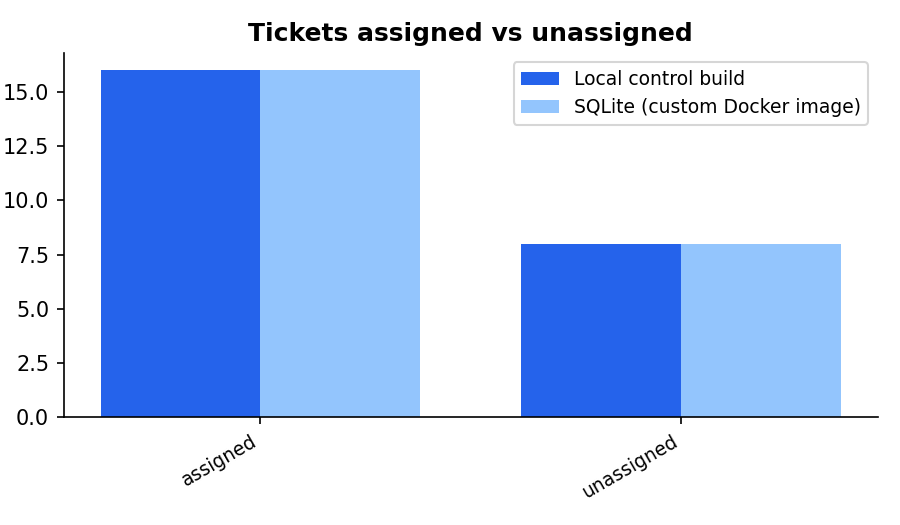 Tickets assigned vs unassigned
Local control build
SQLite (custom Docker image)
15.0
12.5
10.0
7.5
5.0
2.5
0.0
assigned
unassigned